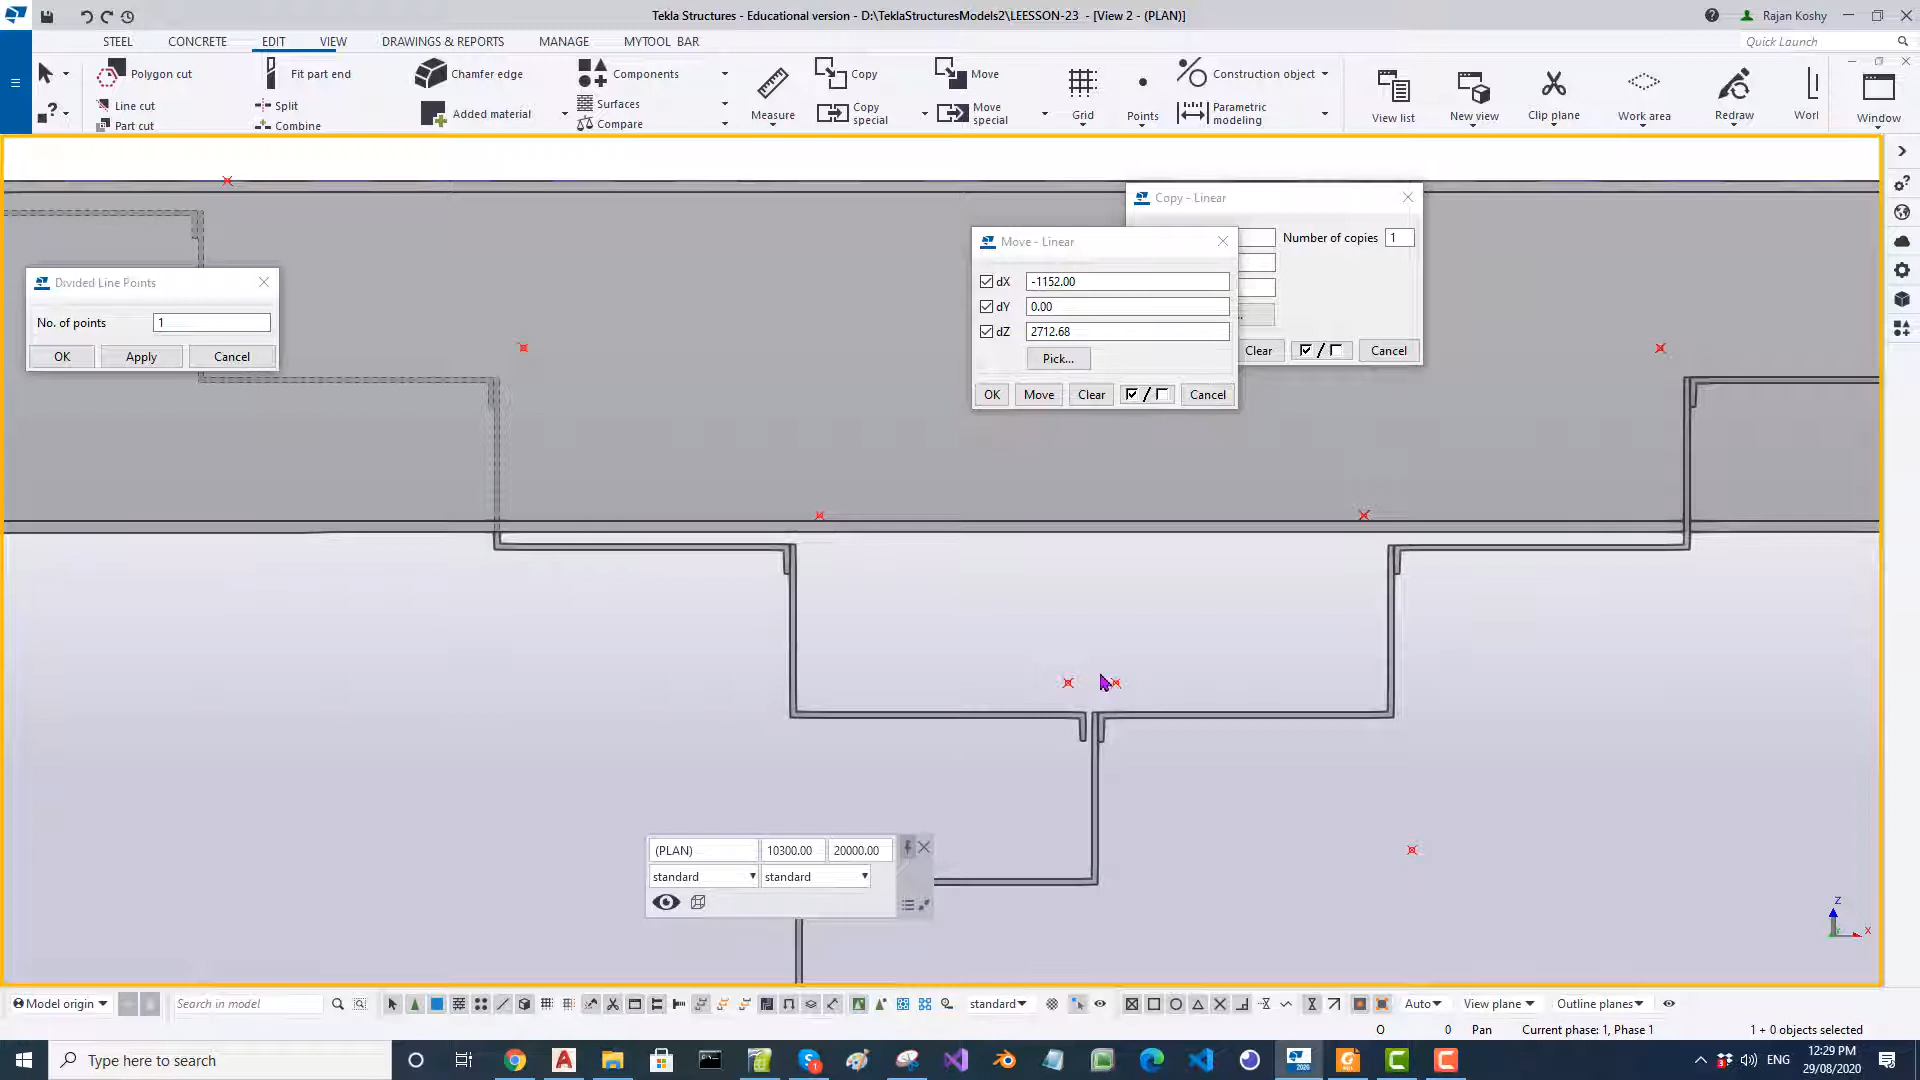 Tekla Structures - Educational version - D:\TeklaStructuresModels2\LEESSON-23 - [View 2 - (PLAN)]
Rajan Koshy
STEEL CONCRETE EDIT VIEW DRAWINGS & REPORTS MANAGE MYTOOL BAR
Quick Launch
Polygon cut
Line cut
Part cut
Fit part end
Split
Combine
Chamfer edge
Added material
Components
Surfaces
Compare
Measure
Copy
Copy special
Move
Move special
Grid
Points
Construction object
Parametric modeling
View list
New view
Clip plane
Work area
Redraw
Worl
Window
Divided Line Points
No. of points 1
OK Apply Cancel
Copy - Linear
Number of copies 1
Clear / Cancel
Move - Linear
dX -1152.00
dY 0.00
dZ 2712.68
Pick...
OK Move Clear / Cancel
(PLAN) 10300.00 20000.00
standard standard
Z
X
Model origin Search in model standard Auto View plane Outline planes
O 0 Pan Current phase: 1, Phase 1 1 + 0 objects selected
Type here to search
ENG
12:29 PM
29/08/2020